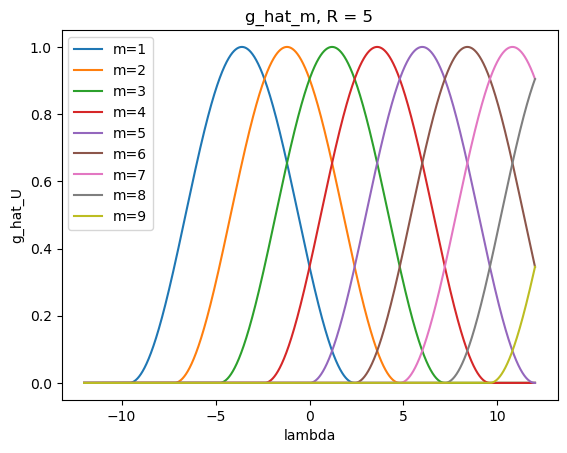 g_hat_m, R = 5
m=1
m=2
m=3
m=4
m=5
m=6
m=7
m=8
m=9
1.0
0.8
0.6
0.4
0.2
0.0
g_hat_U
−10
−5
0
5
10
lambda